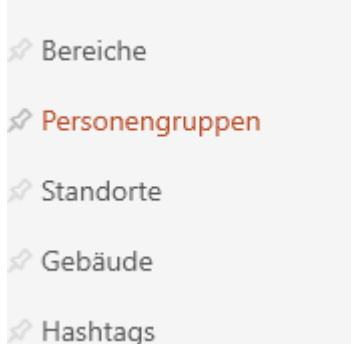 Bereiche
Personengruppen
Standorte
Gebäude
Hashtags